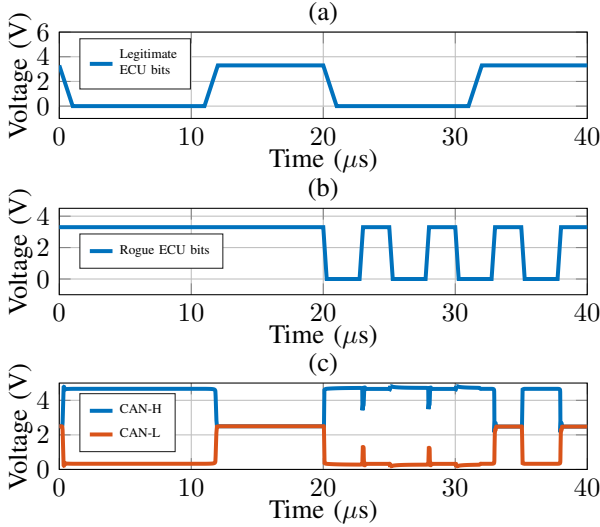 (a)
Voltage (V)
6
4
2
0
Legitimate
ECU bits
0 10 20 30 40
Time (μs)
(b)
Voltage (V)
4
2
0
Rogue ECU bits
0 10 20 30 40
Time (μs)
(c)
Voltage (V)
4
2
0
CAN-H
CAN-L
0 10 20 30 40
Time (μs)